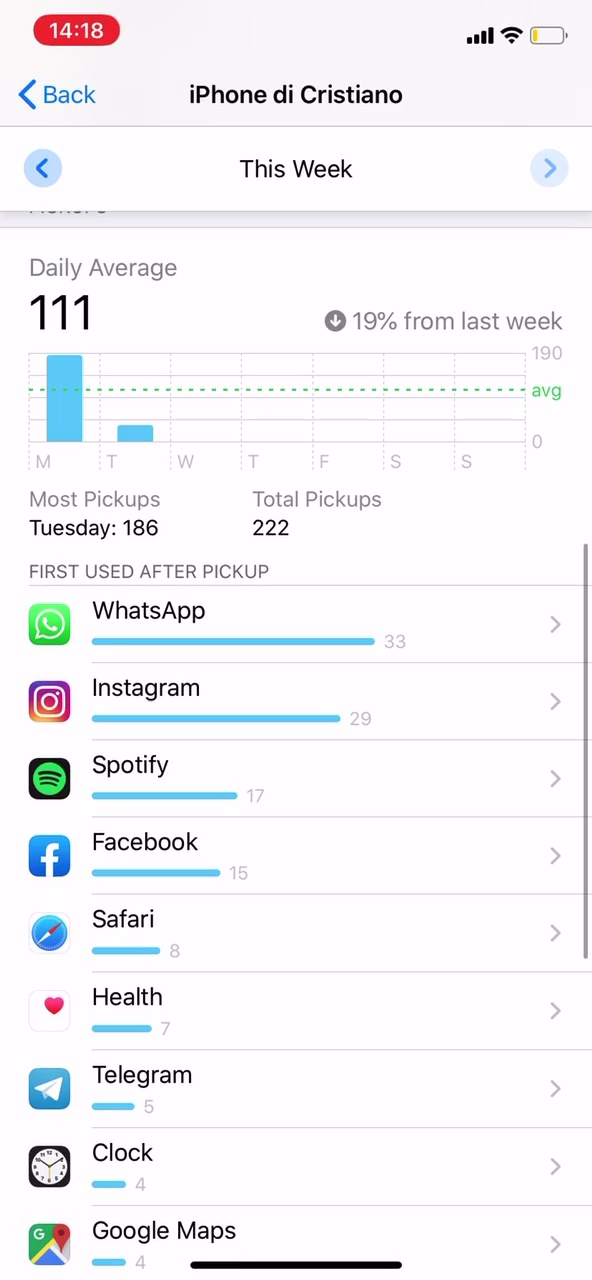 14:18
Back
iPhone di Cristiano
This Week
Daily Average
111
19% from last week
190
avg
0
M T W T F S S
Most Pickups Total Pickups
Tuesday: 186 222
FIRST USED AFTER PICKUP
WhatsApp
33
Instagram
29
Spotify
17
Facebook
15
Safari
8
Health
7
Telegram
5
Clock
4
Google Maps
4